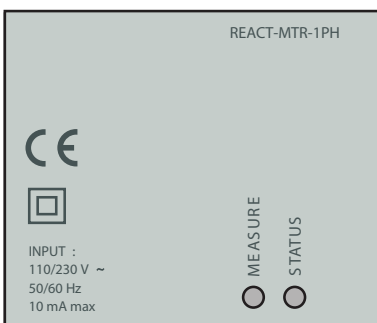 REACT-MTR-1PH
CE
INPUT :
110/230 V ~
50/60 Hz
10 mA max
MEASURE
STATUS